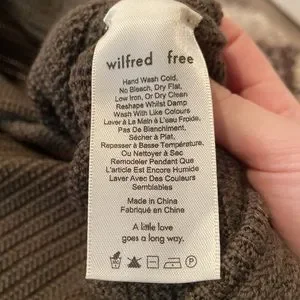 wilfred free
Hand Wash Cold,
No Bleach, Dry Flat,
Low Iron, Or Dry Clean
Reshape Whilst Damp
Wash With Like Colours
Laver à La Main à L'eau Froide,
Pas De Blanchiment,
Sécher à Plat,
Repasser à Basse Température,
Ou Nettoyer à Sec
Remodeler Pendant Que
L'article Est Encore Humide
Laver Avec Des Couleurs
Semblables
Made in China
Fabriqué en China
A little love
goes a long way.